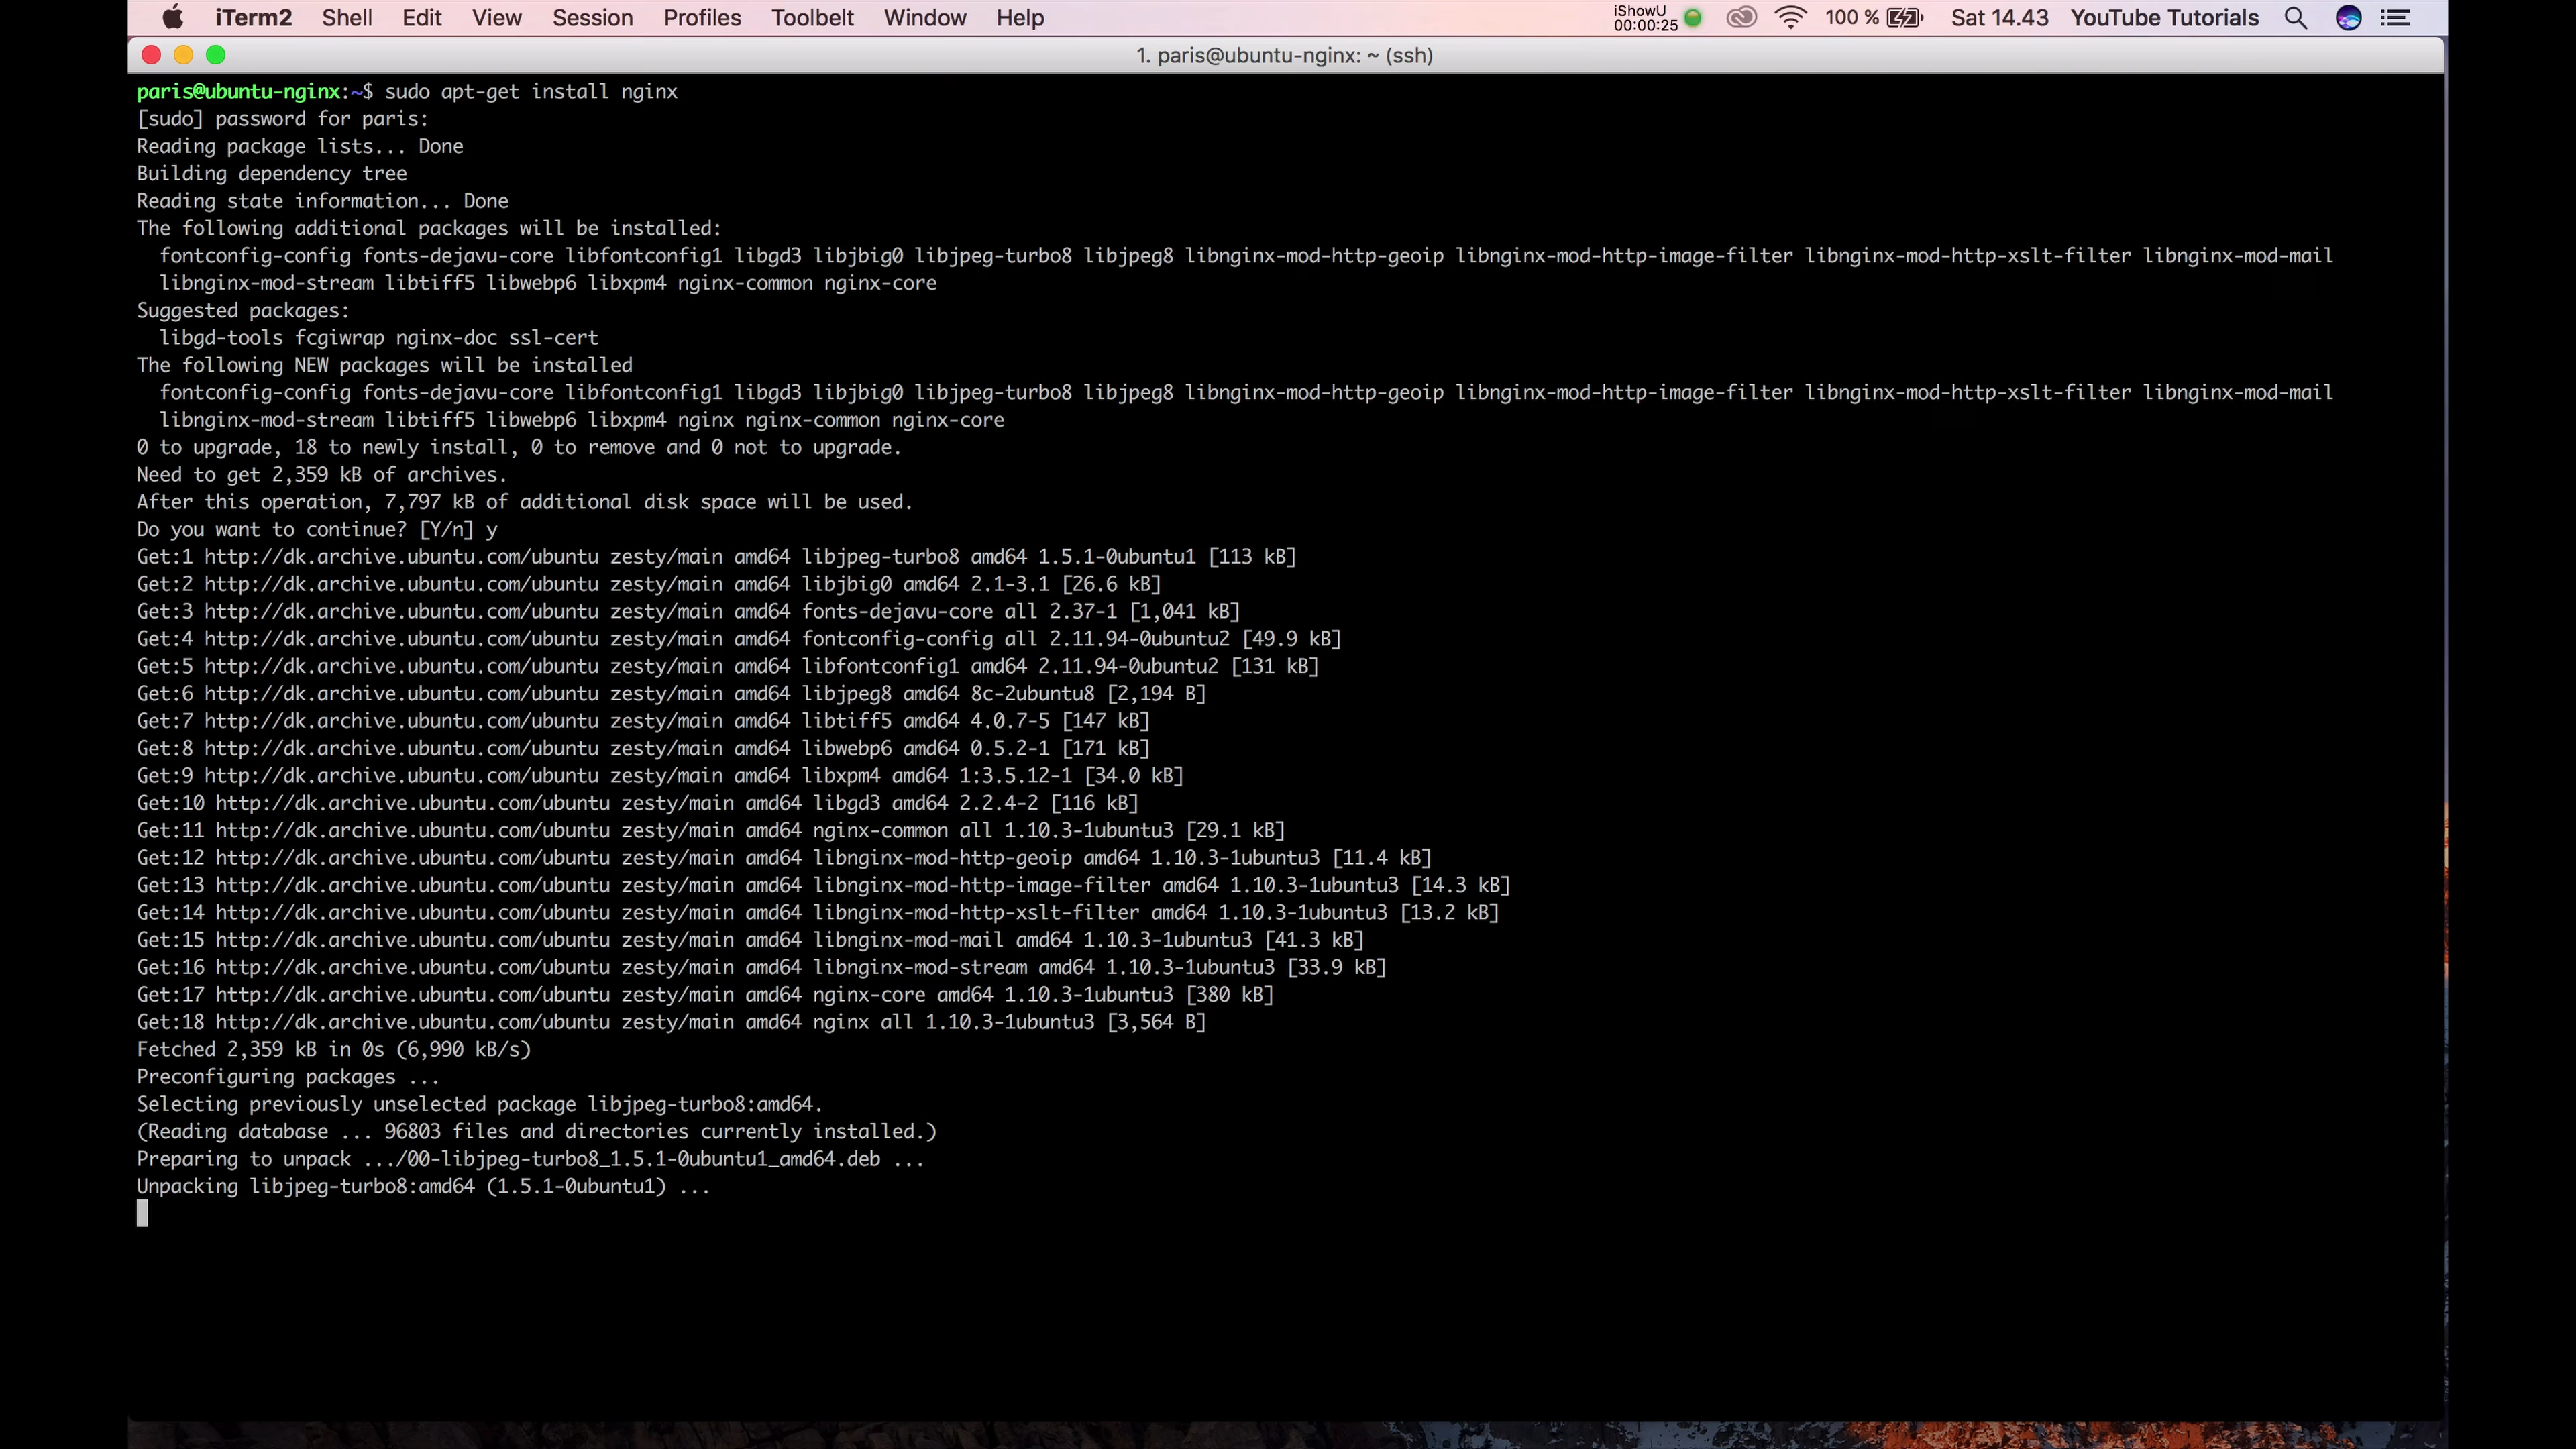 iTerm2 Shell Edit View Session Profiles Toolbelt Window Help iShowU 00:00:25 100 % Sat 14.43 YouTube Tutorials
1. paris@ubuntu-nginx: ~ (ssh)
paris@ubuntu-nginx:~$ sudo apt-get install nginx
[sudo] password for paris:
Reading package lists... Done
Building dependency tree
Reading state information... Done
The following additional packages will be installed:
  fontconfig-config fonts-dejavu-core libfontconfig1 libgd3 libjbig0 libjpeg-turbo8 libjpeg8 libnginx-mod-http-geoip libnginx-mod-http-image-filter libnginx-mod-http-xslt-filter libnginx-mod-mail
  libnginx-mod-stream libtiff5 libwebp6 libxpm4 nginx-common nginx-core
Suggested packages:
  libgd-tools fcgiwrap nginx-doc ssl-cert
The following NEW packages will be installed
  fontconfig-config fonts-dejavu-core libfontconfig1 libgd3 libjbig0 libjpeg-turbo8 libjpeg8 libnginx-mod-http-geoip libnginx-mod-http-image-filter libnginx-mod-http-xslt-filter libnginx-mod-mail
  libnginx-mod-stream libtiff5 libwebp6 libxpm4 nginx nginx-common nginx-core
0 to upgrade, 18 to newly install, 0 to remove and 0 not to upgrade.
Need to get 2,359 kB of archives.
After this operation, 7,797 kB of additional disk space will be used.
Do you want to continue? [Y/n] y
Get:1 http://dk.archive.ubuntu.com/ubuntu zesty/main amd64 libjpeg-turbo8 amd64 1.5.1-0ubuntu1 [113 kB]
Get:2 http://dk.archive.ubuntu.com/ubuntu zesty/main amd64 libjbig0 amd64 2.1-3.1 [26.6 kB]
Get:3 http://dk.archive.ubuntu.com/ubuntu zesty/main amd64 fonts-dejavu-core all 2.37-1 [1,041 kB]
Get:4 http://dk.archive.ubuntu.com/ubuntu zesty/main amd64 fontconfig-config all 2.11.94-0ubuntu2 [49.9 kB]
Get:5 http://dk.archive.ubuntu.com/ubuntu zesty/main amd64 libfontconfig1 amd64 2.11.94-0ubuntu2 [131 kB]
Get:6 http://dk.archive.ubuntu.com/ubuntu zesty/main amd64 libjpeg8 amd64 8c-2ubuntu8 [2,194 B]
Get:7 http://dk.archive.ubuntu.com/ubuntu zesty/main amd64 libtiff5 amd64 4.0.7-5 [147 kB]
Get:8 http://dk.archive.ubuntu.com/ubuntu zesty/main amd64 libwebp6 amd64 0.5.2-1 [171 kB]
Get:9 http://dk.archive.ubuntu.com/ubuntu zesty/main amd64 libxpm4 amd64 1:3.5.12-1 [34.0 kB]
Get:10 http://dk.archive.ubuntu.com/ubuntu zesty/main amd64 libgd3 amd64 2.2.4-2 [116 kB]
Get:11 http://dk.archive.ubuntu.com/ubuntu zesty/main amd64 nginx-common all 1.10.3-1ubuntu3 [29.1 kB]
Get:12 http://dk.archive.ubuntu.com/ubuntu zesty/main amd64 libnginx-mod-http-geoip amd64 1.10.3-1ubuntu3 [11.4 kB]
Get:13 http://dk.archive.ubuntu.com/ubuntu zesty/main amd64 libnginx-mod-http-image-filter amd64 1.10.3-1ubuntu3 [14.3 kB]
Get:14 http://dk.archive.ubuntu.com/ubuntu zesty/main amd64 libnginx-mod-http-xslt-filter amd64 1.10.3-1ubuntu3 [13.2 kB]
Get:15 http://dk.archive.ubuntu.com/ubuntu zesty/main amd64 libnginx-mod-mail amd64 1.10.3-1ubuntu3 [41.3 kB]
Get:16 http://dk.archive.ubuntu.com/ubuntu zesty/main amd64 libnginx-mod-stream amd64 1.10.3-1ubuntu3 [33.9 kB]
Get:17 http://dk.archive.ubuntu.com/ubuntu zesty/main amd64 nginx-core amd64 1.10.3-1ubuntu3 [380 kB]
Get:18 http://dk.archive.ubuntu.com/ubuntu zesty/main amd64 nginx all 1.10.3-1ubuntu3 [3,564 B]
Fetched 2,359 kB in 0s (6,990 kB/s)
Preconfiguring packages ...
Selecting previously unselected package libjpeg-turbo8:amd64.
(Reading database ... 96803 files and directories currently installed.)
Preparing to unpack .../00-libjpeg-turbo8_1.5.1-0ubuntu1_amd64.deb ...
Unpacking libjpeg-turbo8:amd64 (1.5.1-0ubuntu1) ...